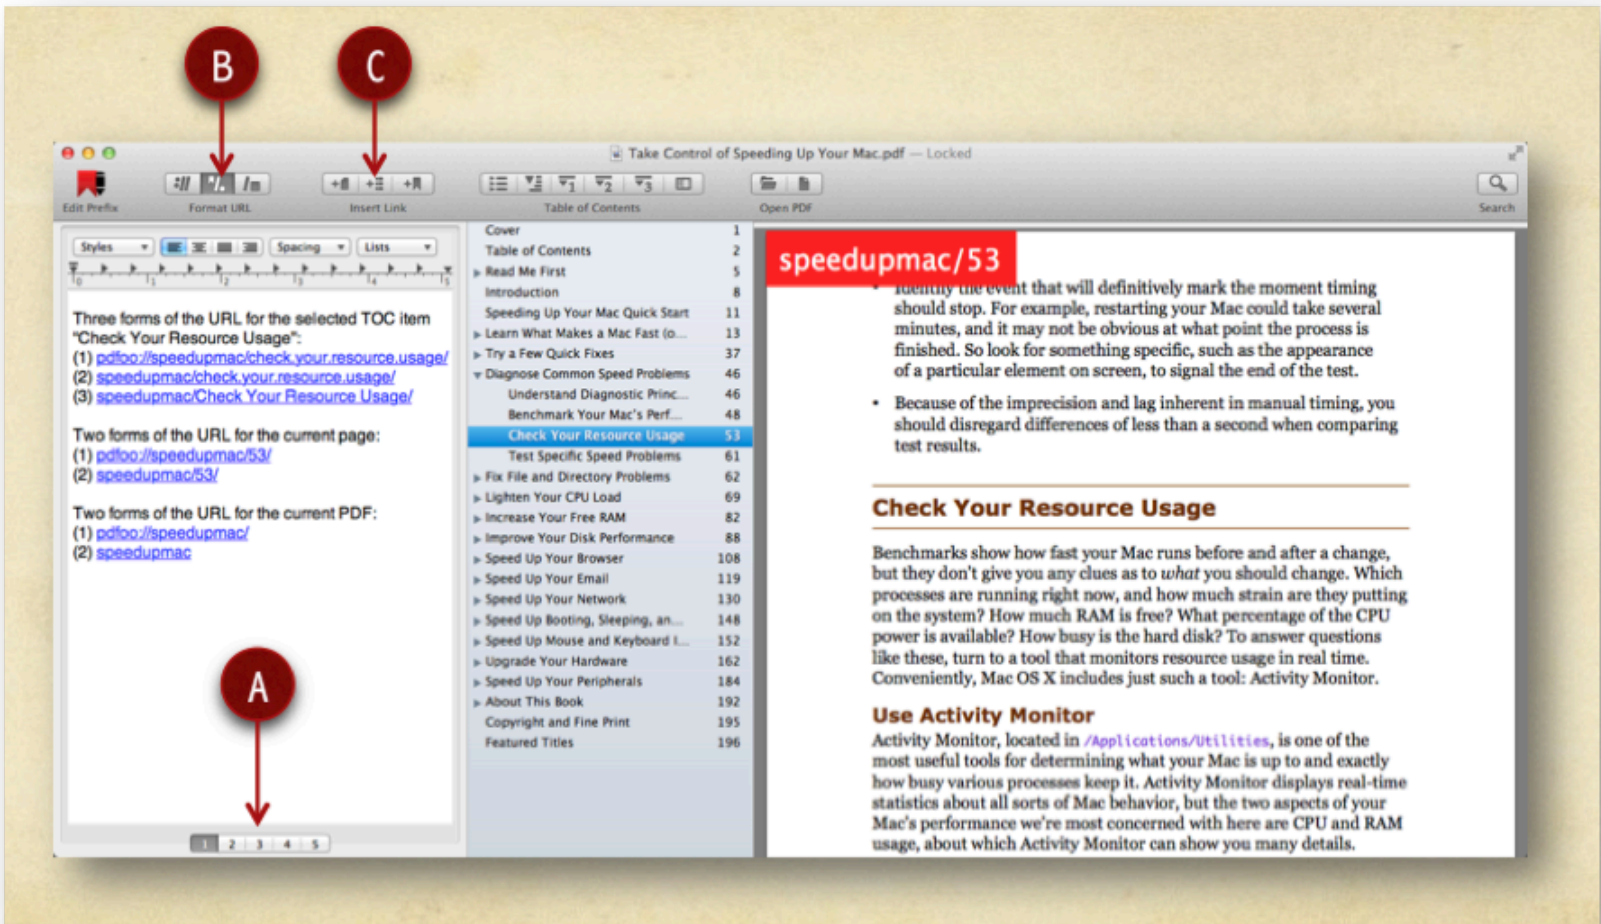 B
C
Take Control of Speeding Up Your Mac.pdf — Locked
Edit Prefix
Format URL
Insert Link
Table of Contents
Open PDF
Search
Styles
Spacing
Lists
0 1 2 3 4 5
Three forms of the URL for the selected TOC item
"Check Your Resource Usage":
(1) pdfoo://speedupmac/check.your.resource.usage/
(2) speedupmac/check.your.resource.usage/
(3) speedupmac/Check Your Resource Usage/
Two forms of the URL for the current page:
(1) pdfoo://speedupmac/53/
(2) speedupmac/53/
Two forms of the URL for the current PDF:
(1) pdfoo://speedupmac/
(2) speedupmac
A
1 2 3 4 5
Cover 1
Table of Contents 2
Read Me First 5
Introduction 8
Speeding Up Your Mac Quick Start 11
Learn What Makes a Mac Fast (o... 13
Try a Few Quick Fixes 37
Diagnose Common Speed Problems 46
Understand Diagnostic Princ... 46
Benchmark Your Mac's Perf... 48
Check Your Resource Usage 53
Test Specific Speed Problems 61
Fix File and Directory Problems 62
Lighten Your CPU Load 69
Increase Your Free RAM 82
Improve Your Disk Performance 88
Speed Up Your Browser 108
Speed Up Your Email 119
Speed Up Your Network 130
Speed Up Booting, Sleeping, an... 148
Speed Up Mouse and Keyboard I... 152
Upgrade Your Hardware 162
Speed Up Your Peripherals 184
About This Book 192
Copyright and Fine Print 195
Featured Titles 196
speedupmac/53
• Identify the event that will definitively mark the moment timing
should stop. For example, restarting your Mac could take several
minutes, and it may not be obvious at what point the process is
finished. So look for something specific, such as the appearance
of a particular element on screen, to signal the end of the test.
• Because of the imprecision and lag inherent in manual timing, you
should disregard differences of less than a second when comparing
test results.
Check Your Resource Usage
Benchmarks show how fast your Mac runs before and after a change,
but they don't give you any clues as to what you should change. Which
processes are running right now, and how much strain are they putting
on the system? How much RAM is free? What percentage of the CPU
power is available? How busy is the hard disk? To answer questions
like these, turn to a tool that monitors resource usage in real time.
Conveniently, Mac OS X includes just such a tool: Activity Monitor.
Use Activity Monitor
Activity Monitor, located in /Applications/Utilities, is one of the
most useful tools for determining what your Mac is up to and exactly
how busy various processes keep it. Activity Monitor displays real-time
statistics about all sorts of Mac behavior, but the two aspects of your
Mac's performance we're most concerned with here are CPU and RAM
usage, about which Activity Monitor can show you many details.